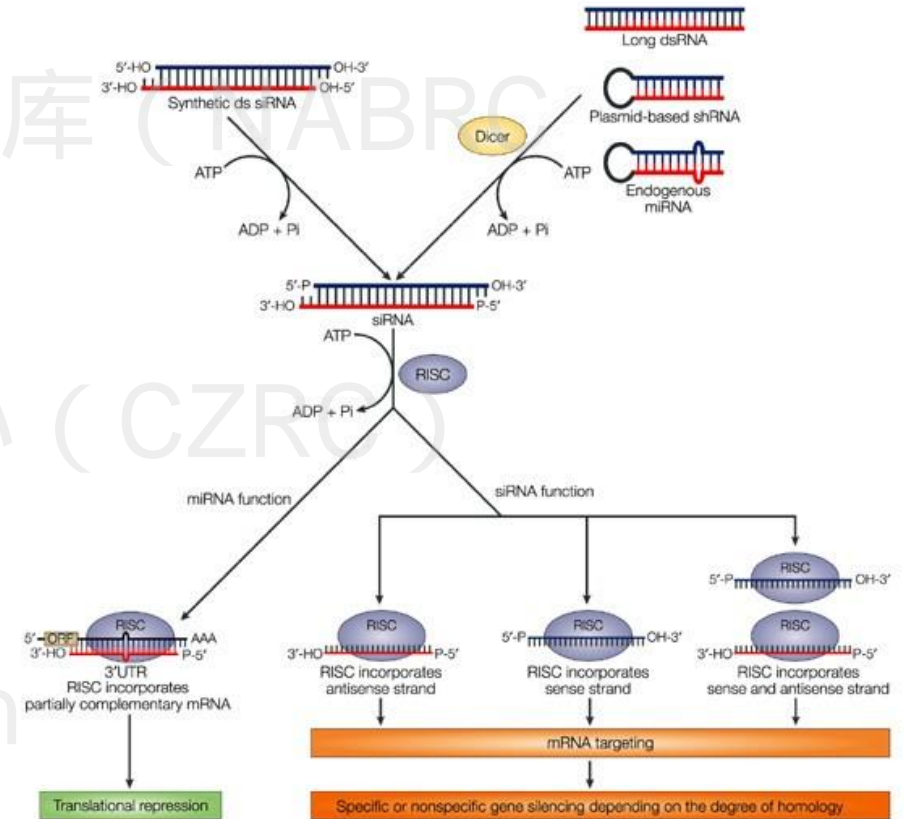 Long dsRNA
5′-HO OH-3′
3′-HO OH-5′
Synthetic ds siRNA
Plasmid-based shRNA
Dicer
Endogenous
miRNA
ATP
ADP + Pi
ATP
ADP + Pi
5′-P OH-3′
3′-HO P-5′
siRNA
ATP
RISC
ADP + Pi
miRNA function
siRNA function
RISC
5′-P OH-3′
RISC
5′ ORF AAA
3′-HO P-5′
3′UTR
RISC incorporates
partially complementary mRNA
RISC
3′-HO P-5′
RISC incorporates
antisense strand
RISC
5′-P OH-3′
RISC incorporates
sense strand
RISC
3′-HO P-5′
RISC incorporates
sense and antisense strand
mRNA targeting
Translational repression
Specific or nonspecific gene silencing depending on the degree of homology
库（NABRC
（CZRC）